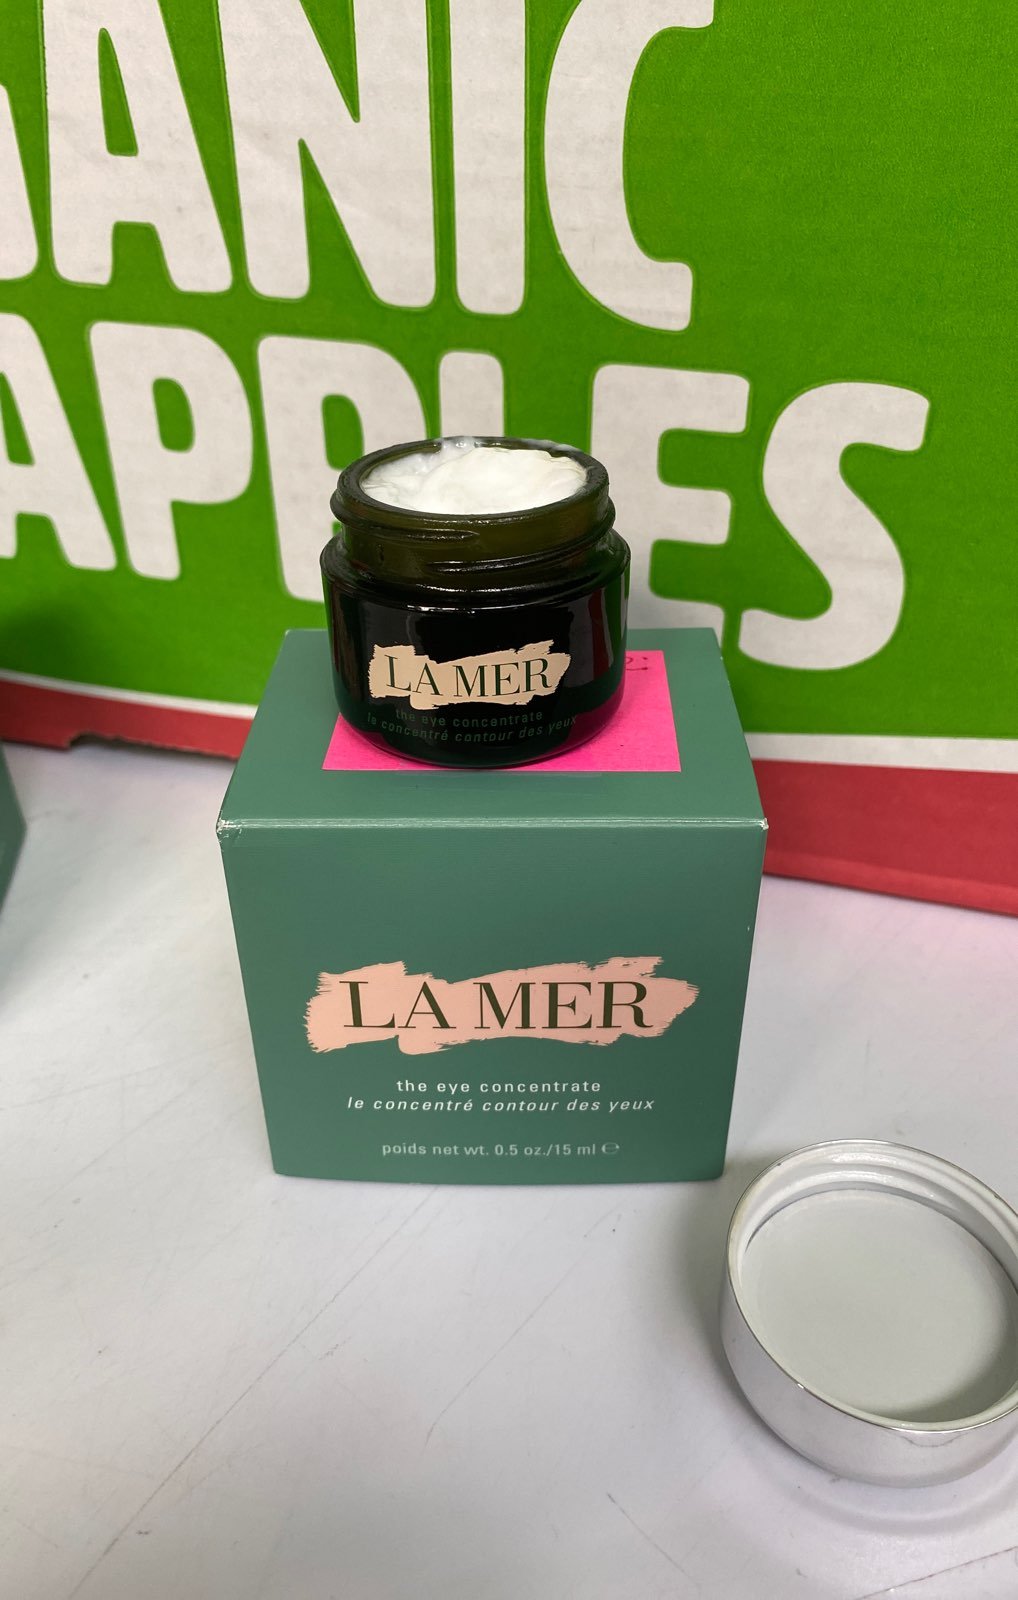 ANIC
APPLES
LA MER
the eye concentrate
le concentré contour des yeux
LA MER
the eye concentrate
le concentré contour des yeux
poids net wt. 0.5 oz./15 ml ℮